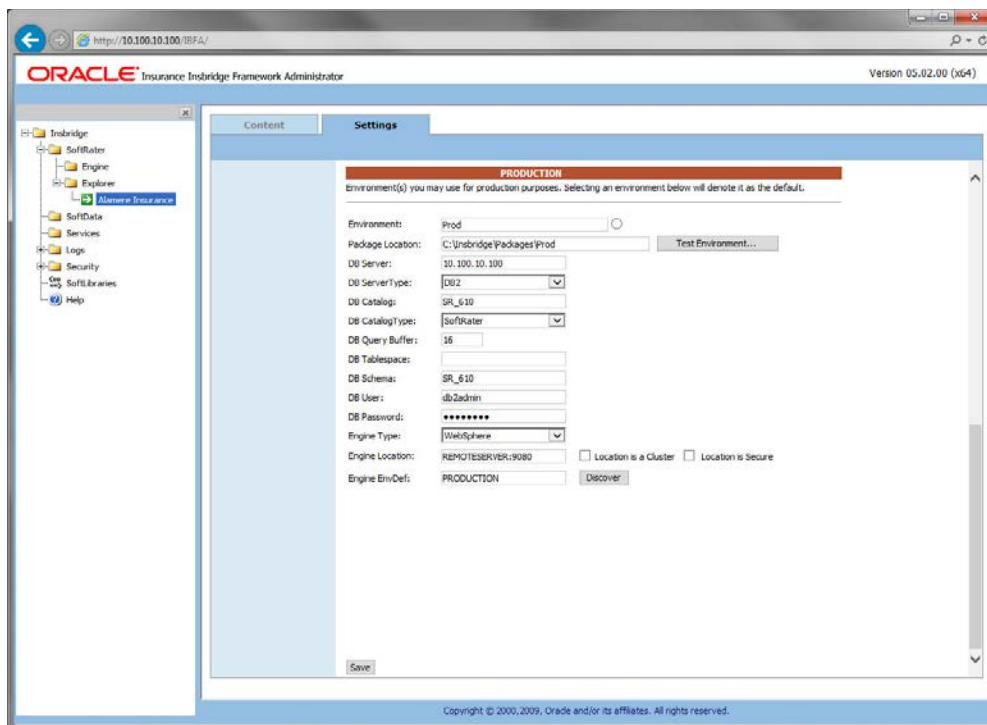 http://10.100.10.100/IBFA/
ORACLE Insurance Insbridge Framework Administrator
Version 05.02.00 (x64)
Insbridge
SoftRater
Engine
Explorer
Alamere Insurance
SoftData
Services
Logs
Security
SoftLibraries
Help
Content
Settings
PRODUCTION
Environment(s) you may use for production purposes. Selecting an environment below will denote it as the default.
Environment: Prod
Package Location: C:\Insbridge\Packages\Prod Test Environment...
DB Server: 10.100.10.100
DB ServerType: DB2
DB Catalog: SR_610
DB CatalogType: SoftRater
DB Query Buffer: 16
DB Tablespace:
DB Schema: SR_610
DB User: db2admin
DB Password: ••••••••
Engine Type: WebSphere
Engine Location: REMOTESERVER:9080 Location is a Cluster Location is Secure
Engine EnvDef: PRODUCTION Discover
Save
Copyright © 2000,2009, Oracle and/or its affiliates. All rights reserved.